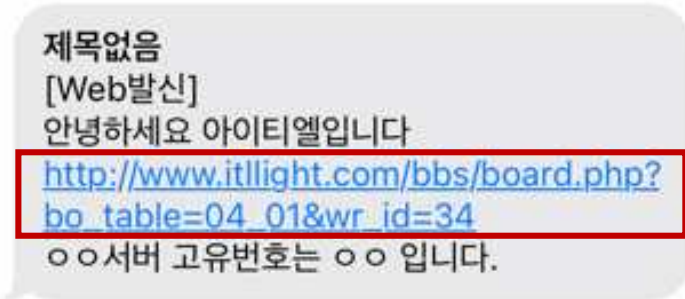 제목없음
[Web발신]
안녕하세요 아이티엘입니다
http://www.itllight.com/bbs/board.php?
bo_table=04_01&wr_id=34
ㅇㅇ서버 고유번호는 ㅇㅇ 입니다.